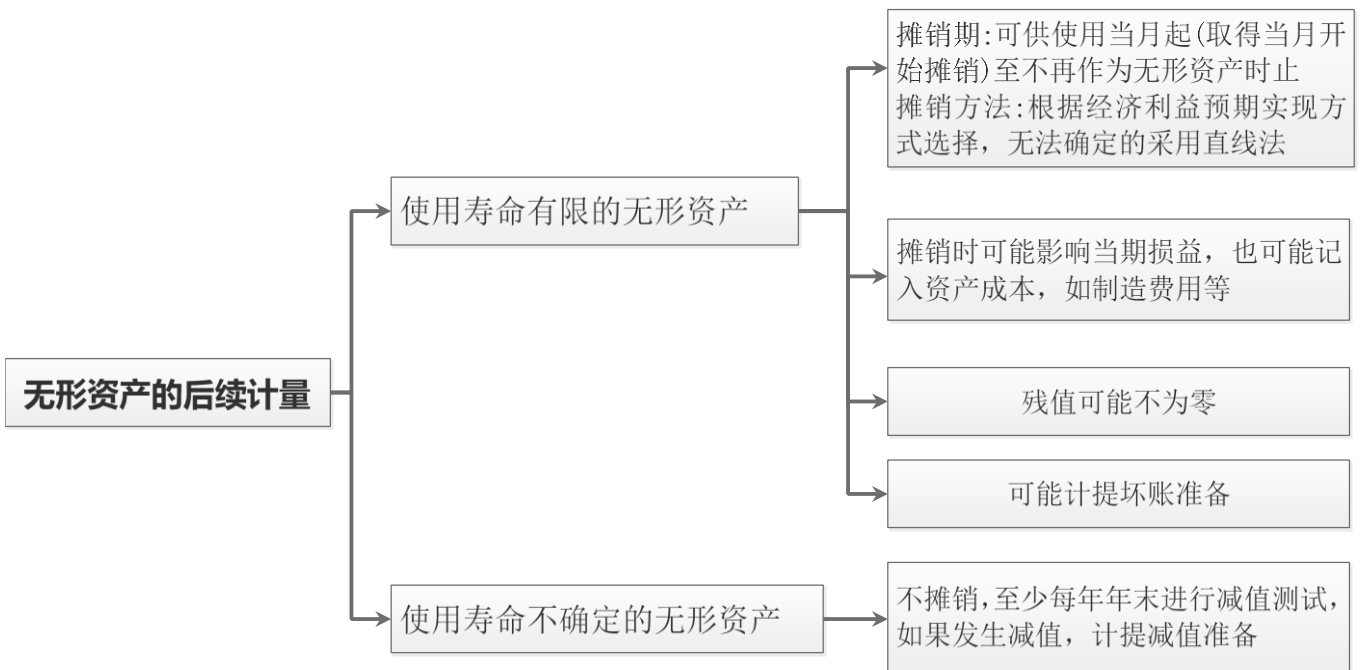 无形资产的后续计量
使用寿命有限的无形资产
摊销期:可供使用当月起(取得当月开
始摊销)至不再作为无形资产时止
摊销方法:根据经济利益预期实现方
式选择，无法确定的采用直线法
摊销时可能影响当期损益，也可能记
入资产成本，如制造费用等
残值可能不为零
可能计提坏账准备
使用寿命不确定的无形资产
不摊销,至少每年年末进行减值测试，
如果发生减值，计提减值准备